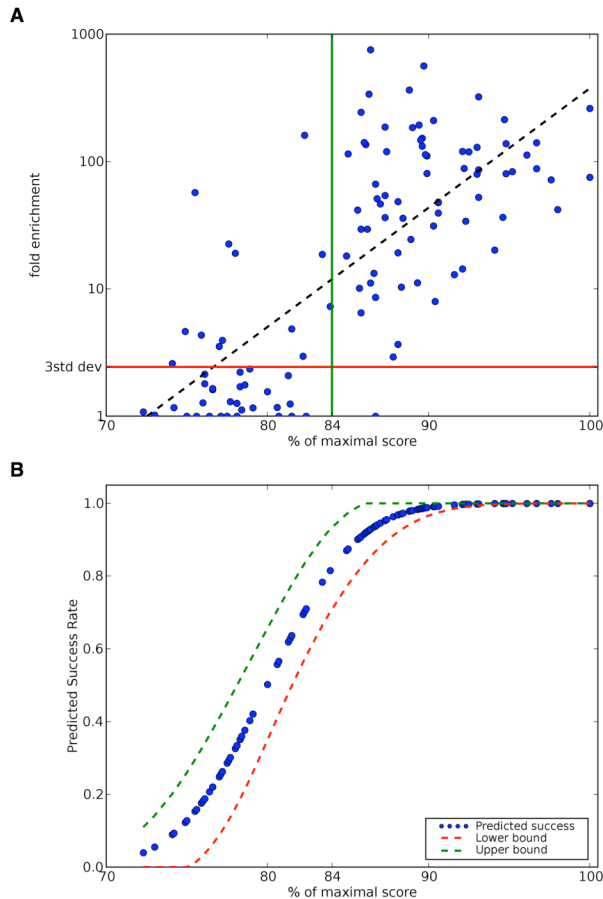 A
1000
100
10
3std dev
1
fold enrichment
70 80 84 90 100
% of maximal score
B
1.0
0.8
0.6
0.4
0.2
0.0
Predicted Success Rate
Predicted success
Lower bound
Upper bound
70 80 84 90 100
% of maximal score